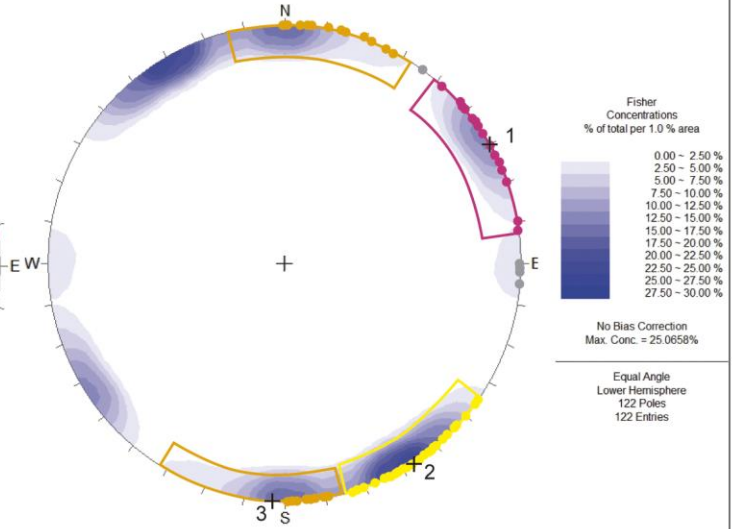 N
1
E W
E
2
3
S
Fisher
Concentrations
% of total per 1.0 % area
0.00 ~ 2.50 %
2.50 ~ 5.00 %
5.00 ~ 7.50 %
7.50 ~ 10.00 %
10.00 ~ 12.50 %
12.50 ~ 15.00 %
15.00 ~ 17.50 %
17.50 ~ 20.00 %
20.00 ~ 22.50 %
22.50 ~ 25.00 %
25.00 ~ 27.50 %
27.50 ~ 30.00 %
No Bias Correction
Max. Conc. = 25.0658%
Equal Angle
Lower Hemisphere
122 Poles
122 Entries